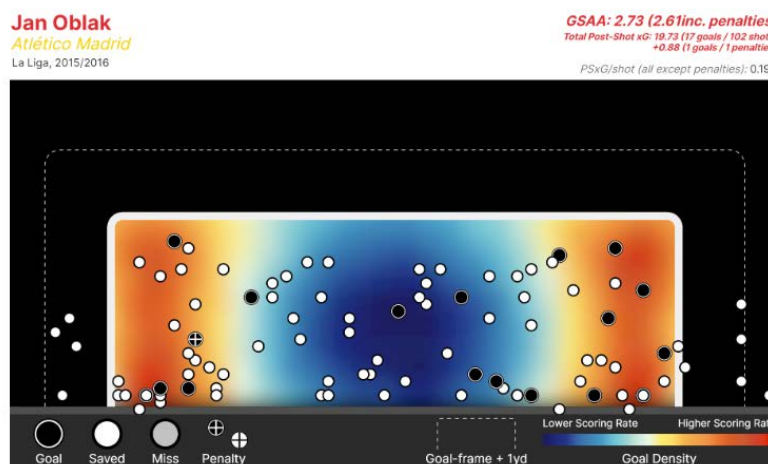 Jan Oblak
Atlético Madrid
La Liga, 2015/2016
GSAA: 2.73 (2.61inc. penalties
Total Post-Shot xG: 19.73 (17 goals / 102 shot
+0.88 (1 goals / 1 penaltie
PSxG/shot (all except penalties): 0.19
Goal
Saved
Miss
Penalty
Goal-frame + 1yd
Lower Scoring Rate
Higher Scoring Rat
Goal Density